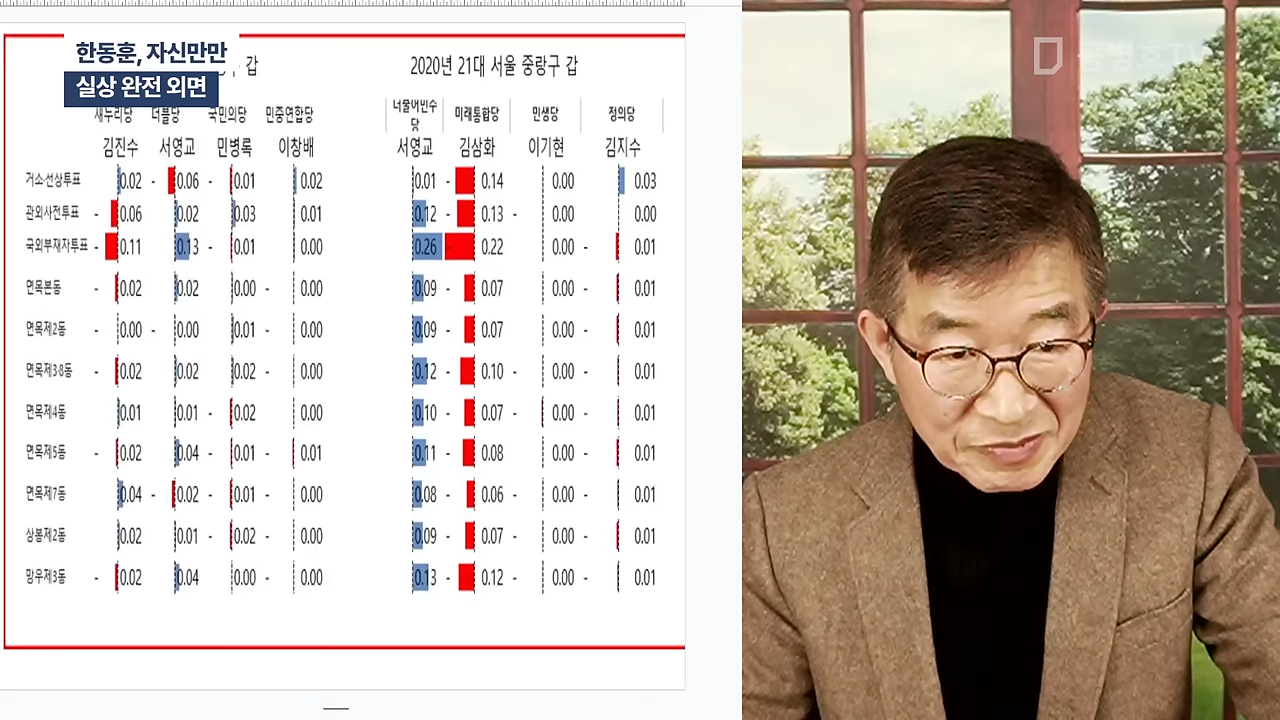 한동훈, 자신만만
실상 완전 외면
갑
2020년 21대 서울 중랑구 갑
새누리당 더블당 국민의당 민중연합당 더불어민주당 미래통합당 민생당 정의당
김진수 서영교 민병록 이창배 서영교 김삼화 이기현 김지수
거소·선상투표 0.02 - 0.06 - 0.01 0.02 0.01 - 0.14 0.00 0.03
관외사전투표 - 0.06 0.02 0.03 0.01 0.12 - 0.13 - 0.00 0.00
국외부재자투표 - 0.11 0.13 - 0.01 0.00 0.26 - 0.22 0.00 - 0.01
면목본동 - 0.02 0.02 0.00 - 0.00 0.09 - 0.07 0.00 - 0.01
면목제2동 - 0.00 - 0.00 0.01 - 0.00 0.09 - 0.07 0.00 - 0.01
면목제3·8동 - 0.02 0.02 0.02 - 0.00 0.12 - 0.10 0.00 - 0.01
면목제4동 0.01 0.01 - 0.02 0.00 0.10 - 0.07 - 0.00 - 0.01
면목제5동 - 0.02 0.04 - 0.01 - 0.01 0.11 - 0.08 0.00 - 0.01
면목제7동 0.04 - 0.02 - 0.01 - 0.00 0.08 - 0.06 - 0.00 - 0.01
상봉제2동 0.02 0.01 - 0.02 - 0.00 0.09 - 0.07 - 0.00 - 0.01
망우제3동 - 0.02 0.04 0.00 - 0.00 0.13 - 0.12 - 0.00 - 0.01
공병호TV